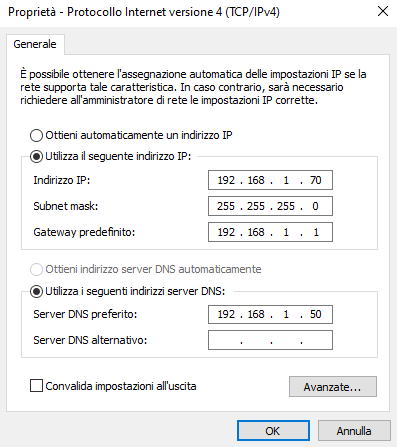 Proprietà - Protocollo Internet versione 4 (TCP/IPv4)
Generale
È possibile ottenere l'assegnazione automatica delle impostazioni IP se la
rete supporta tale caratteristica. In caso contrario, sarà necessario
richiedere all'amministratore di rete le impostazioni IP corrette.
Ottieni automaticamente un indirizzo IP
Utilizza il seguente indirizzo IP:
Indirizzo IP: 192 . 168 . 1 . 70
Subnet mask: 255 . 255 . 255 . 0
Gateway predefinito: 192 . 168 . 1 . 1
Ottieni indirizzo server DNS automaticamente
Utilizza i seguenti indirizzi server DNS:
Server DNS preferito: 192 . 168 . 1 . 50
Server DNS alternativo: . . .
Convalida impostazioni all'uscita
Avanzate...
OK Annulla